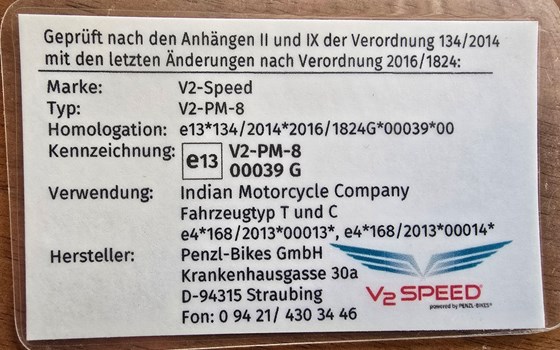 Geprüft nach den Anhängen II und IX der Verordnung 134/2014
mit den letzten Änderungen nach Verordnung 2016/1824:
Marke: V2-Speed
Typ: V2-PM-8
Homologation: e13*134/2014*2016/1824G*00039*00
Kennzeichnung: e13 V2-PM-8
00039 G
Verwendung: Indian Motorcycle Company
Fahrzeugtyp T und C
e4*168/2013*00013*, e4*168/2013*00014*
Hersteller: Penzl-Bikes GmbH
Krankenhausgasse 30a
D-94315 Straubing
Fon: 0 94 21/ 430 34 46
V2 SPEED®
powered by PENZL-BIKES®